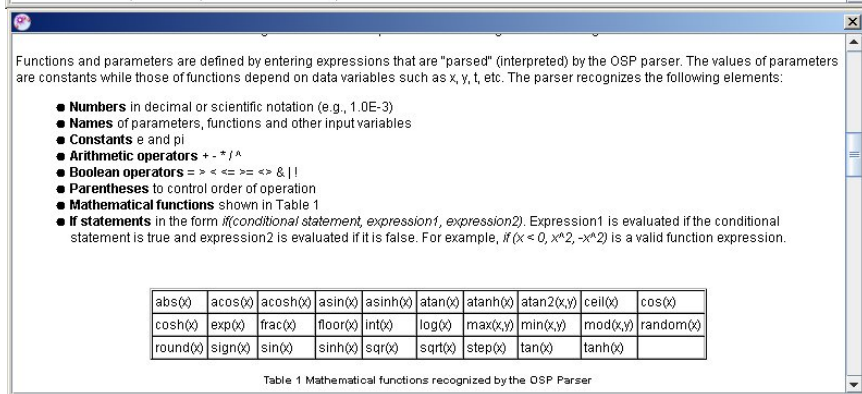 Functions and parameters are defined by entering expressions that are "parsed" (interpreted) by the OSP parser. The values of parameters
are constants while those of functions depend on data variables such as x, y, t, etc. The parser recognizes the following elements:
● Numbers in decimal or scientific notation (e.g., 1.0E-3)
● Names of parameters, functions and other input variables
● Constants e and pi
● Arithmetic operators + - * / ^
● Boolean operators = > < <= >= <> & | !
● Parentheses to control order of operation
● Mathematical functions shown in Table 1
● If statements in the form if(conditional statement, expression1, expression2). Expression1 is evaluated if the conditional
statement is true and expression2 is evaluated if it is false. For example, if (x < 0, x^2, -x^2) is a valid function expression.
abs(x) acos(x) acosh(x) asin(x) asinh(x) atan(x) atanh(x) atan2(x,y) ceil(x) cos(x)
cosh(x) exp(x) frac(x) floor(x) int(x) log(x) max(x,y) min(x,y) mod(x,y) random(x)
round(x) sign(x) sin(x) sinh(x) sqr(x) sqrt(x) step(x) tan(x) tanh(x)
Table 1 Mathematical functions recognized by the OSP Parser